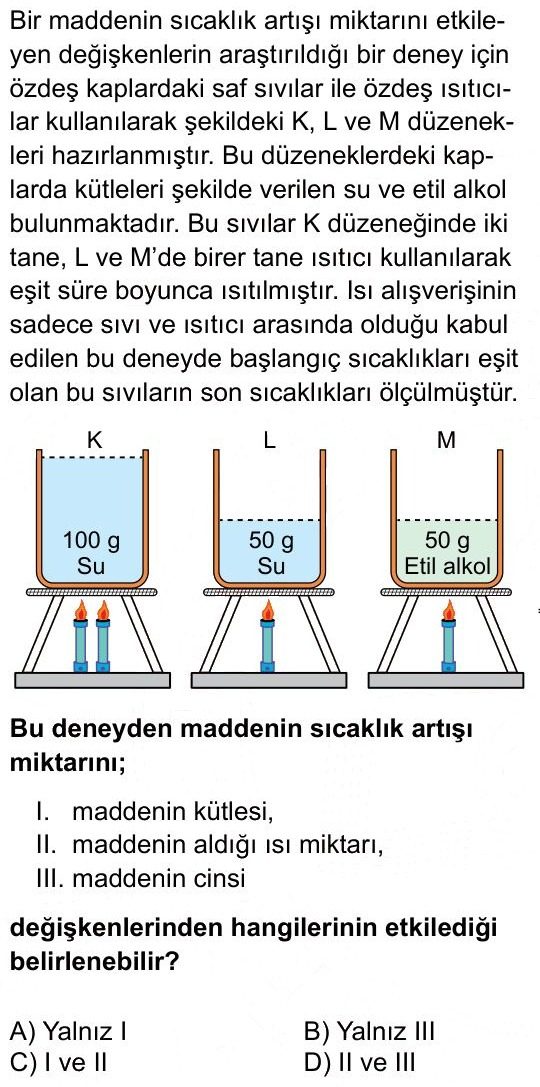 Bir maddenin sıcaklık artışı miktarını etkile-
yen değişkenlerin araştırıldığı bir deney için
özdeş kaplardaki saf sıvılar ile özdeş ısıtıcı-
lar kullanılarak şekildeki K, L ve M düzenek-
leri hazırlanmıştır. Bu düzeneklerdeki kap-
larda kütleleri şekilde verilen su ve etil alkol
bulunmaktadır. Bu sıvılar K düzeneğinde iki
tane, L ve M'de birer tane ısıtıcı kullanılarak
eşit süre boyunca ısıtılmıştır. Isı alışverişinin
sadece sıvı ve ısıtıcı arasında olduğu kabul
edilen bu deneyde başlangıç sıcaklıkları eşit
olan bu sıvıların son sıcaklıkları ölçülmüştür.
K L M
100 g 50 g 50 g
Su Su Etil alkol
Bu deneyden maddenin sıcaklık artışı
miktarını;
I. maddenin kütlesi,
II. maddenin aldığı ısı miktarı,
III. maddenin cinsi
değişkenlerinden hangilerinin etkilediği
belirlenebilir?
A) Yalnız I B) Yalnız III
C) I ve II D) II ve III